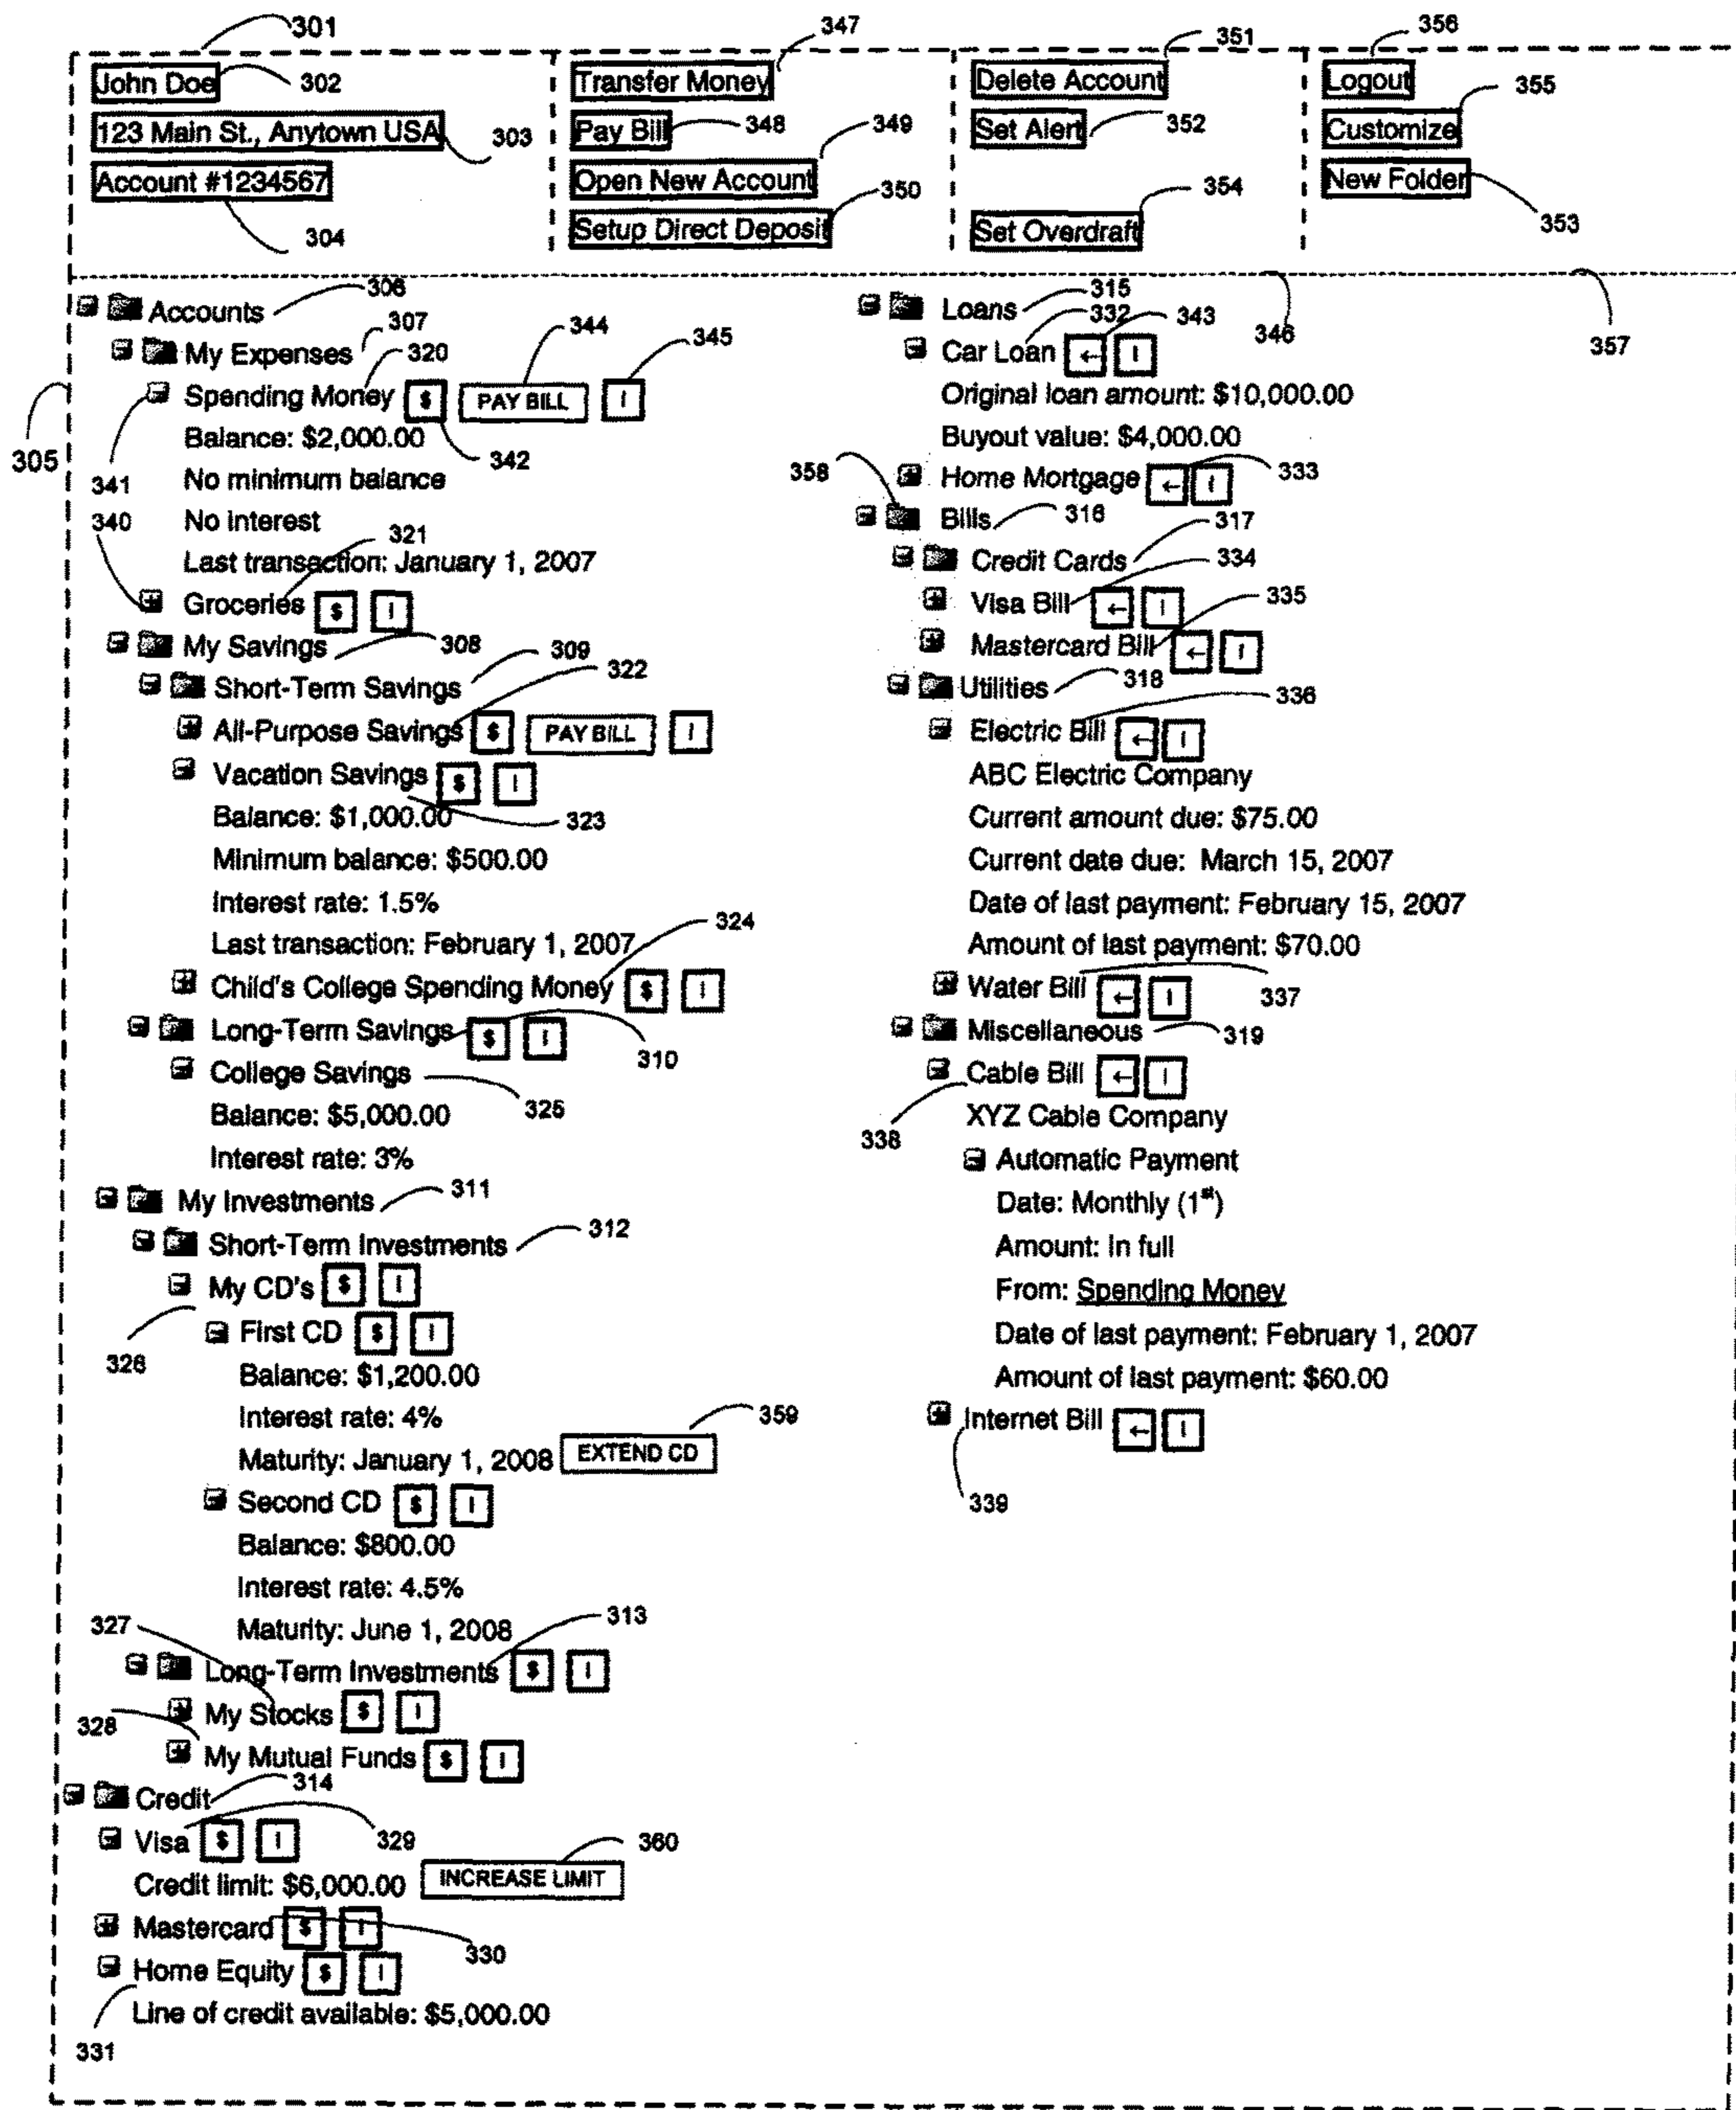 301
347
351
356
John Doe 302
Transfer Money
Delete Account
Logout 355
123 Main St., Anytown USA 303
Pay Bill 348 349
Set Alert 352
Customize
Account #1234567
Open New Account 350
354
New Folder 353
304
Setup Direct Deposit
Set Overdraft
305
346
357
Accounts 306
My Expenses 307
344
345
Spending Money 320 $ PAY BILL I
Balance: $2,000.00 342
341
No minimum balance
340
No interest
321
Last transaction: January 1, 2007
Groceries $ I
My Savings 308
Short-Term Savings 309
322
All-Purpose Savings $ PAY BILL I
Vacation Savings $ I
Balance: $1,000.00 323
Minimum balance: $500.00
Interest rate: 1.5%
324
Last transaction: February 1, 2007
Child's College Spending Money $ I
Long-Term Savings $ I 310
College Savings 325
Balance: $5,000.00
Interest rate: 3%
My Investments 311
Short-Term Investments 312
My CD's $ I
326
First CD $ I
Balance: $1,200.00
Interest rate: 4% 359
Maturity: January 1, 2008 EXTEND CD
Second CD $ I
Balance: $800.00
Interest rate: 4.5%
327
313
Maturity: June 1, 2008
Long-Term Investments $ I
328
My Stocks $ I
My Mutual Funds $ I
Credit 314
Visa $ I 329
360
Credit limit: $6,000.00 INCREASE LIMIT
Mastercard $ I 330
Home Equity $ I
Line of credit available: $5,000.00
331
Loans 315
332 343
Car Loan ← I
Original loan amount: $10,000.00
Buyout value: $4,000.00
358
Home Mortgage ← I 333
Bills 316
Credit Cards 317
334
Visa Bill ← I 335
Mastercard Bill ← I
Utilities 318
336
Electric Bill ← I
ABC Electric Company
Current amount due: $75.00
Current date due: March 15, 2007
Date of last payment: February 15, 2007
Amount of last payment: $70.00
Water Bill ← I 337
Miscellaneous 319
Cable Bill ← I
338
XYZ Cable Company
Automatic Payment
Date: Monthly (1st)
Amount: In full
From: Spending Money
Date of last payment: February 1, 2007
Amount of last payment: $60.00
Internet Bill ← I
339